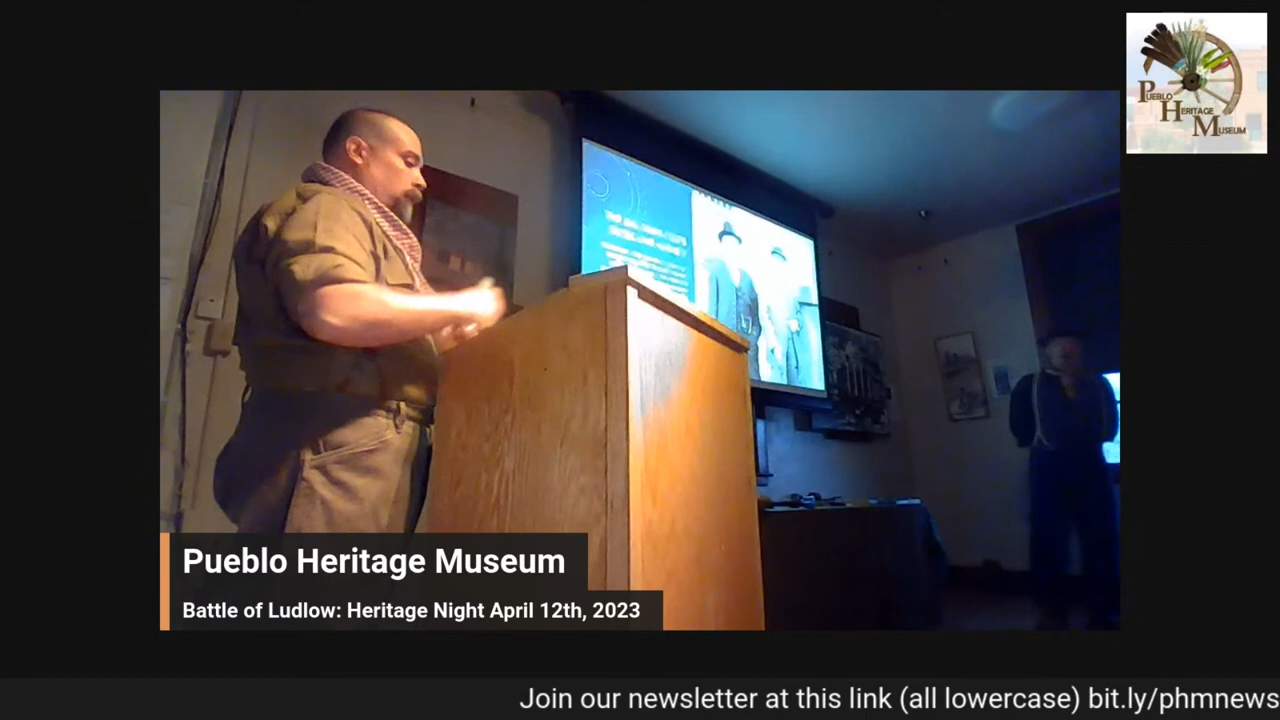 PUEBLO
HERITAGE
MUSEUM
Pueblo Heritage Museum
Battle of Ludlow: Heritage Night April 12th, 2023
Join our newsletter at this link (all lowercase) bit.ly/phmnews